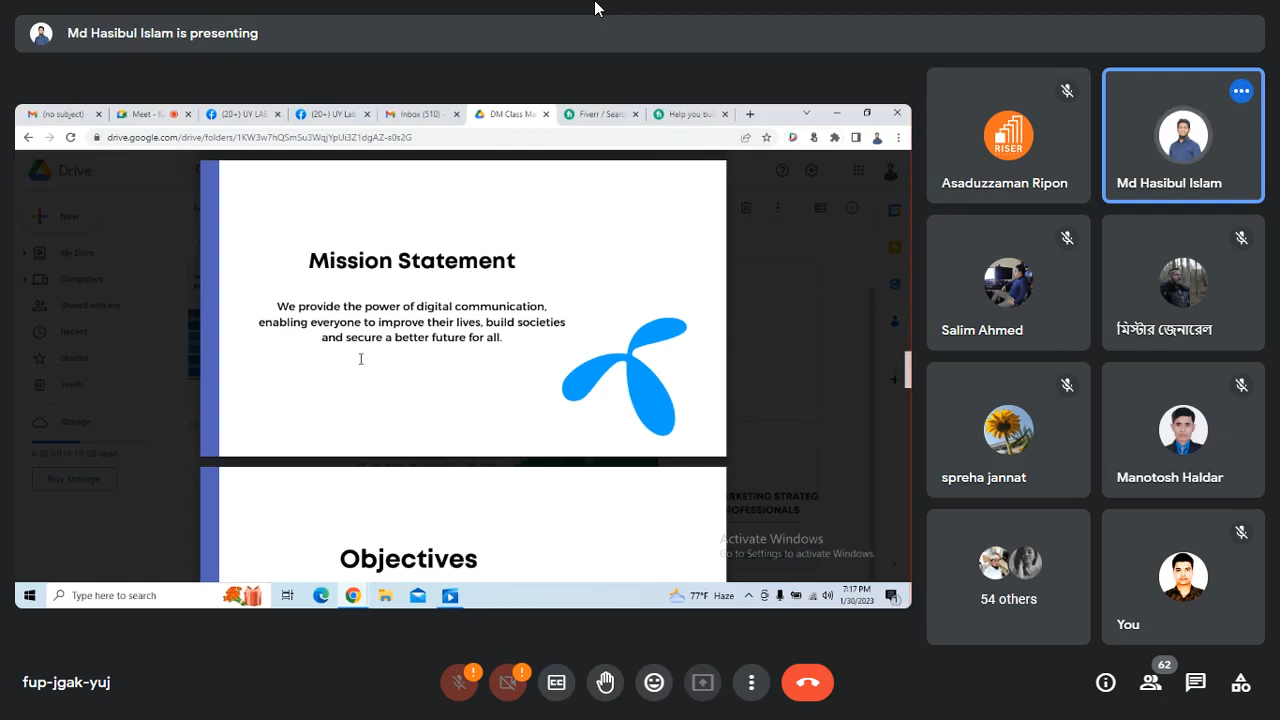 Md Hasibul Islam is presenting
(no subject)
Meet - f
(20+) UY LAB
(20+) UY Lab
Inbox (510) -
DM Class Ma
Fiverr / Searc
Help you bui
drive.google.com/drive/folders/1KW3w7hQSmSu3WqjYpUi3Z1dgAZ-s0s2G
Drive
New
My Drive
Computers
Shared with me
Recent
Starred
Trash
Storage
Buy storage
Mission Statement
We provide the power of digital communication,
enabling everyone to improve their lives, build societies
and secure a better future for all.
Objectives
RKETING STRATEG
ROFESSIONALS
Activate Windows
Go to Settings to activate Windows.
Type here to search
77°F Haze
7:17 PM
1/30/2023
RISER
Asaduzzaman Ripon
Md Hasibul Islam
Salim Ahmed
মিস্টার জেনারেল
spreha jannat
Manotosh Haldar
54 others
You
fup-jgak-yuj
62